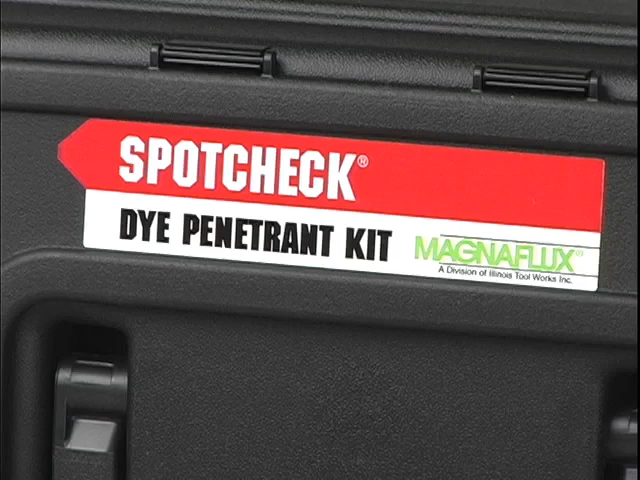 SPOTCHECK®
DYE PENETRANT KIT
MAGNAFLUX®
A Division of Illinois Tool Works Inc.